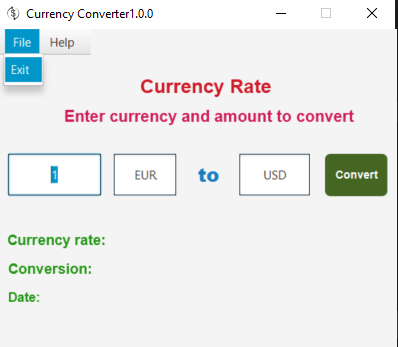 Currency Converter1.0.0
File Help
Exit
Currency Rate
Enter currency and amount to convert
1 EUR to USD Convert
Currency rate:
Conversion:
Date: